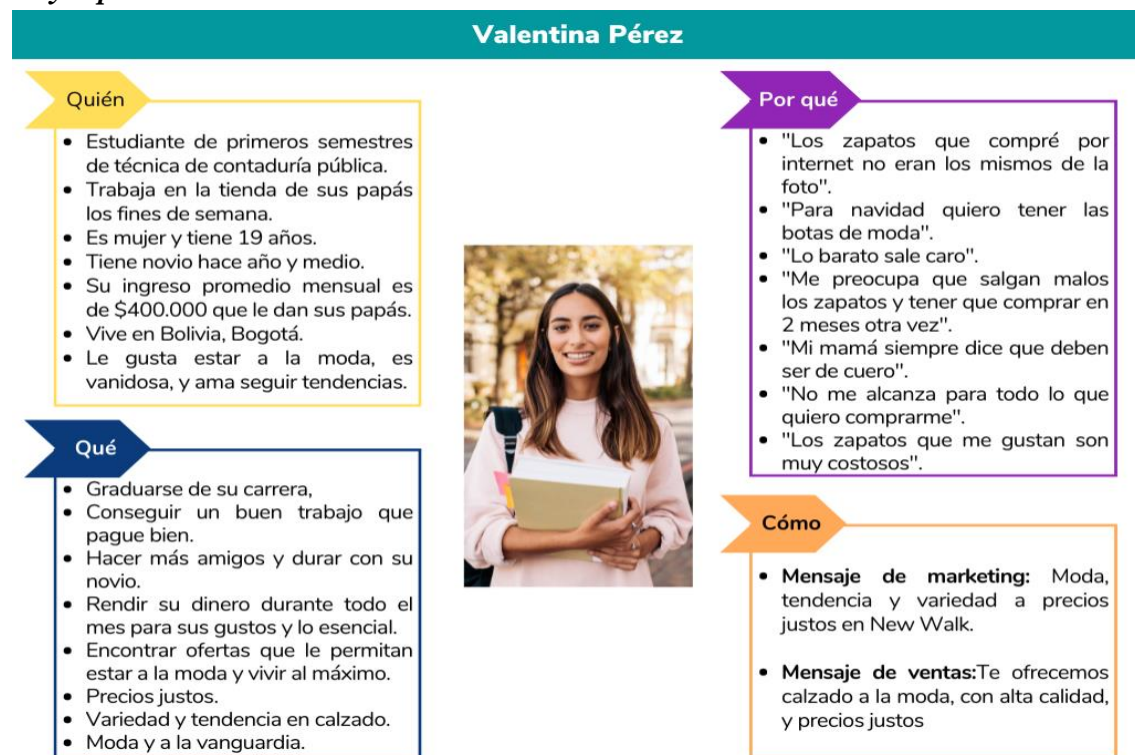 Valentina Pérez
Quién
• Estudiante de primeros semestres
de técnica de contaduría pública.
• Trabaja en la tienda de sus papás
los fines de semana.
• Es mujer y tiene 19 años.
• Tiene novio hace año y medio.
• Su ingreso promedio mensual es
de $400.000 que le dan sus papás.
• Vive en Bolivia, Bogotá.
• Le gusta estar a la moda, es
vanidosa, y ama seguir tendencias.
Qué
• Graduarse de su carrera,
• Conseguir un buen trabajo que
pague bien.
• Hacer más amigos y durar con su
novio.
• Rendir su dinero durante todo el
mes para sus gustos y lo esencial.
• Encontrar ofertas que le permitan
estar a la moda y vivir al máximo.
• Precios justos.
• Variedad y tendencia en calzado.
• Moda y a la vanguardia.
Por qué
• "Los zapatos que compré por
internet no eran los mismos de la
foto".
• "Para navidad quiero tener las
botas de moda".
• "Lo barato sale caro".
• "Me preocupa que salgan malos
los zapatos y tener que comprar en
2 meses otra vez".
• "Mi mamá siempre dice que deben
ser de cuero".
• "No me alcanza para todo lo que
quiero comprarme".
• "Los zapatos que me gustan son
muy costosos".
Cómo
• Mensaje de marketing: Moda,
tendencia y variedad a precios
justos en New Walk.
• Mensaje de ventas:Te ofrecemos
calzado a la moda, con alta calidad,
y precios justos